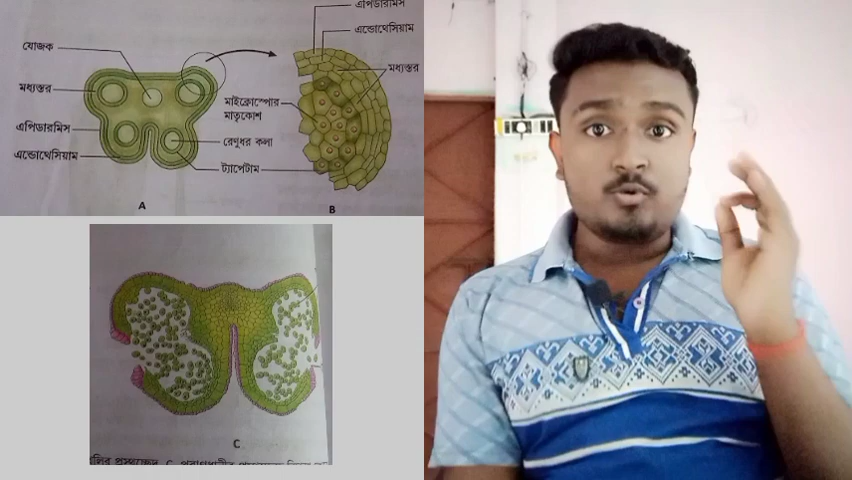 এপিডারমিস
এন্ডোথেসিয়াম
যোজক
মধ্যস্তর
মধ্যস্তর
মাইক্রোস্পোর
মাতৃকোশ
এপিডারমিস
রেণুধর কলা
এন্ডোথেসিয়াম
ট্যাপেটাম
A
B
C